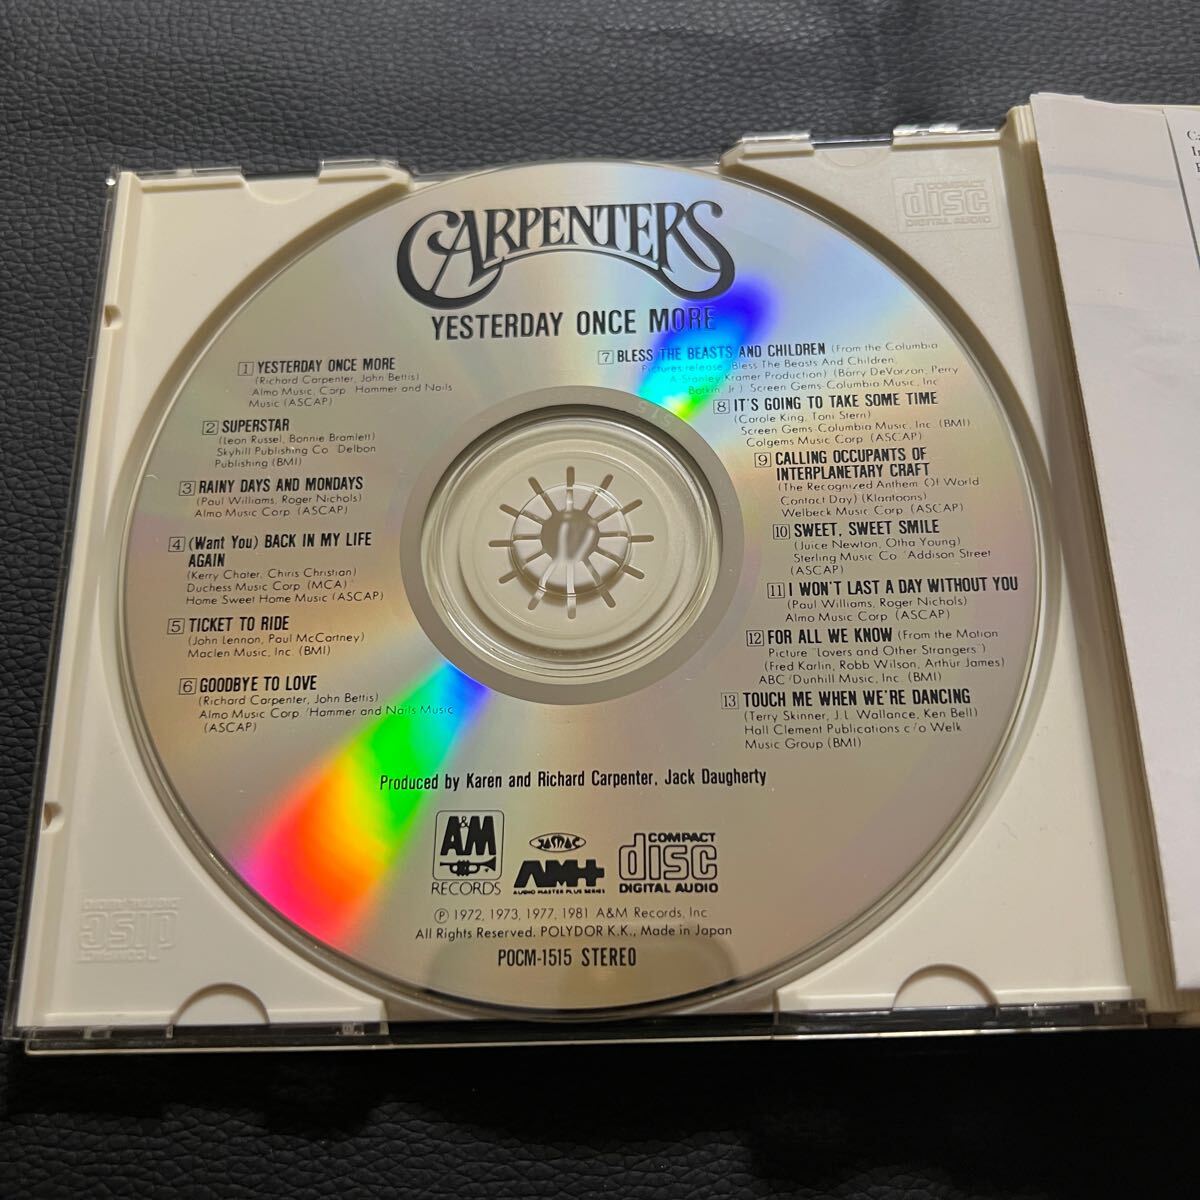 CARPENTERS
YESTERDAY ONCE MORE
1 YESTERDAY ONCE MORE
(Richard Carpenter, John Bettis)
Almo Music, Corp. Hammer and Nails
Music (ASCAP)
2 SUPERSTAR
(Leon Russel, Bonnie Bramlett)
Skyhill Publishing Co. Delbon
Publishing (BMI)
3 RAINY DAYS AND MONDAYS
(Paul Williams, Roger Nichols)
Almo Music Corp. (ASCAP)
4 (Want You) BACK IN MY LIFE
AGAIN
(Kerry Chater, Chiris Christian)
Duchess Music Corp. (MCA)
Home Sweet Home Music (ASCAP)
5 TICKET TO RIDE
(John Lennon, Paul McCartney)
Maclen Music, Inc. (BMI)
6 GOODBYE TO LOVE
(Richard Carpenter, John Bettis)
Almo Music Corp. / Hammer and Nails Music
(ASCAP)
7 BLESS THE BEASTS AND CHILDREN (From the Columbia
Pictures release, Bless The Beasts And Children,
A Stanley Kramer Production) (Barry DeVorzon, Perry
Botkin, Jr.) Screen Gems-Columbia Music, Inc
8 IT'S GOING TO TAKE SOME TIME
(Carole King, Toni Stern)
Screen Gems-Columbia Music, Inc. (BMI)
Colgems Music Corp. (ASCAP)
9 CALLING OCCUPANTS OF
INTERPLANETARY CRAFT
(The Recognized Anthem Of World
Contact Day) (Klaatoons)
Welbeck Music Corp. (ASCAP)
10 SWEET, SWEET SMILE
(Juice Newton, Otha Young)
Sterling Music Co. / Addison Street
(ASCAP)
11 I WON'T LAST A DAY WITHOUT YOU
(Paul Williams, Roger Nichols)
Almo Music Corp. (ASCAP)
12 FOR ALL WE KNOW (From the Motion
Picture "Lovers and Other Strangers")
(Fred Karlin, Robb Wilson, Arthur James)
ABC / Dunhill Music, Inc. (BMI)
13 TOUCH ME WHEN WE'RE DANCING
(Terry Skinner, J.L. Wallance, Ken Bell)
Hall Clement Publications c/o Welk
Music Group (BMI)
Produced by Karen and Richard Carpenter, Jack Daugherty
A&M
RECORDS
JASRAC
AM+
AUDIO MASTER PLUS SERIES
COMPACT
disc
DIGITAL AUDIO
Ⓟ 1972, 1973, 1977, 1981 A&M Records, Inc
All Rights Reserved. POLYDOR K.K., Made in Japan
POCM-1515 STEREO
COMPACT
disc
DIGITAL AUDIO
COMPACT
disc
DIGITAL AUDIO